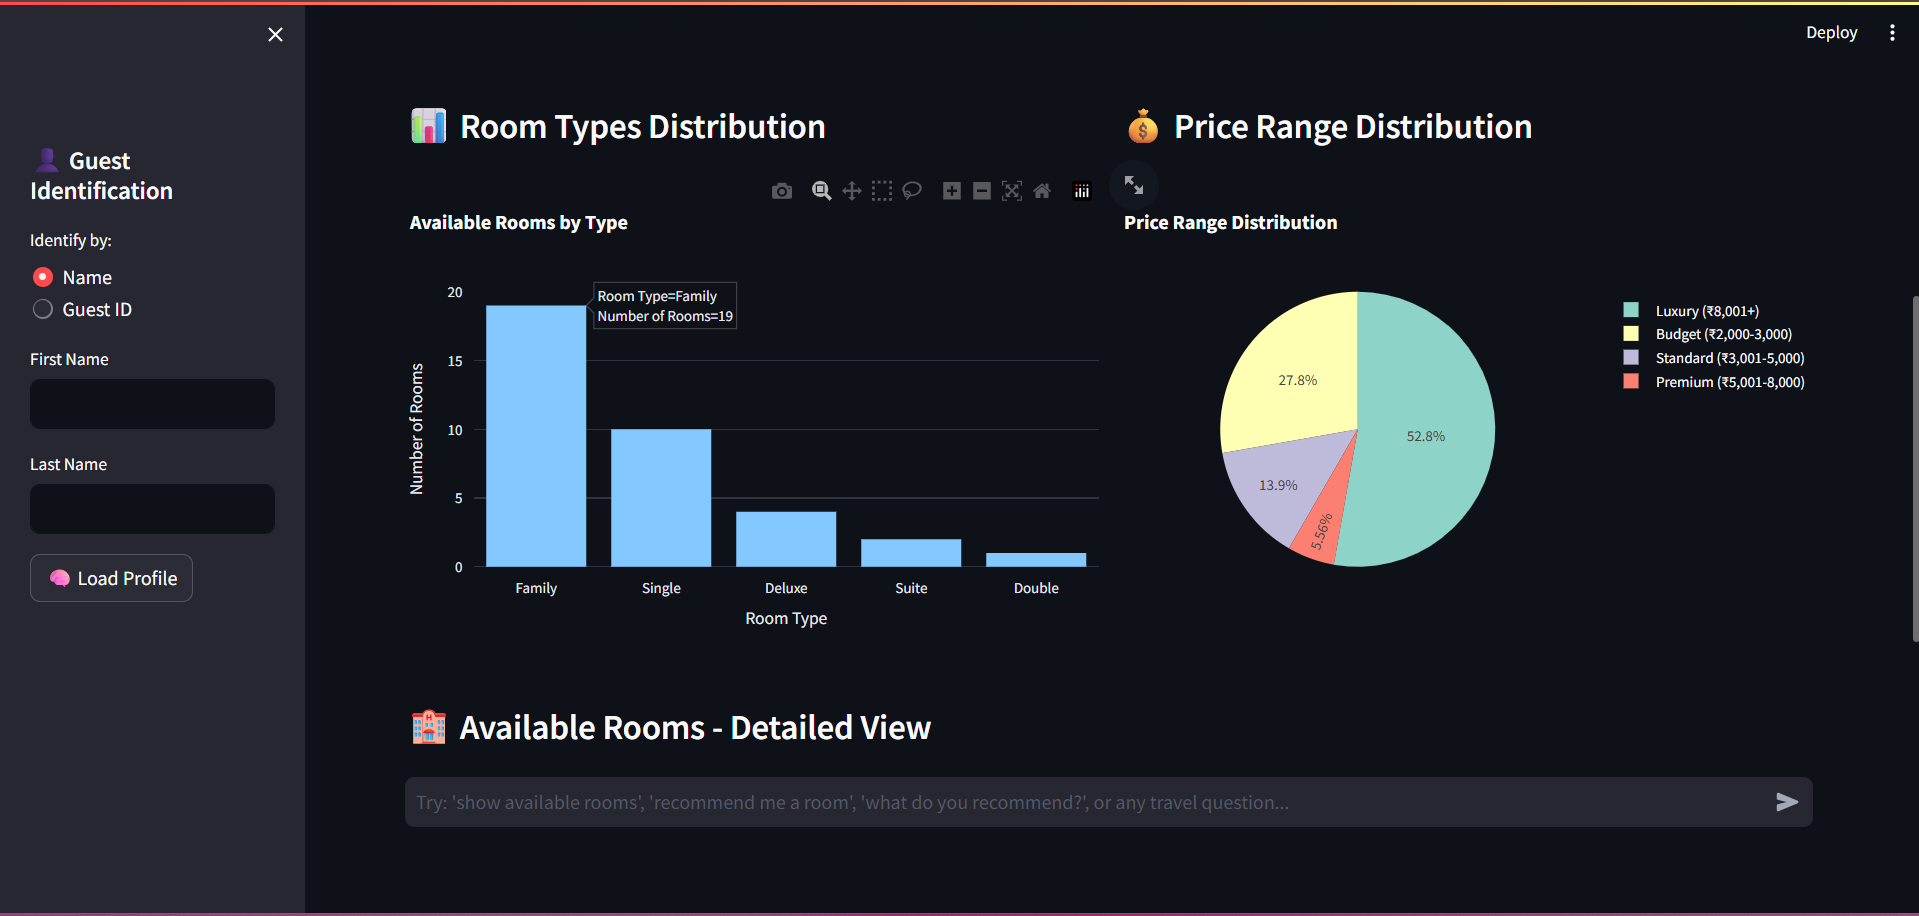 Deploy
Guest
Identification
Identify by:
Name
Guest ID
First Name
Last Name
Load Profile
Room Types Distribution
Available Rooms by Type
20
15
10
5
0
Number of Rooms
Room Type=Family
Number of Rooms=19
Family Single Deluxe Suite Double
Room Type
Price Range Distribution
Price Range Distribution
27.8%
52.8%
13.9%
5.56%
Luxury (₹8,001+)
Budget (₹2,000-3,000)
Standard (₹3,001-5,000)
Premium (₹5,001-8,000)
Available Rooms - Detailed View
Try: 'show available rooms', 'recommend me a room', 'what do you recommend?', or any travel question...